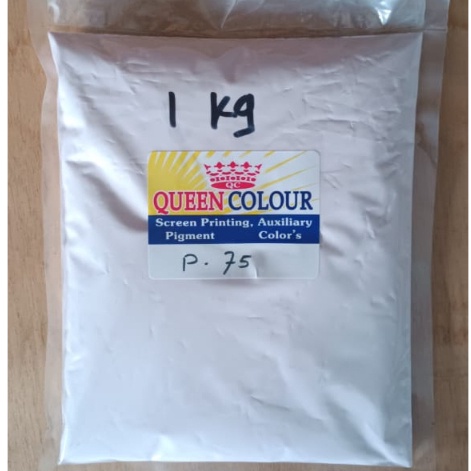 1 Kg
QC
QUEEN COLOUR
Screen Printing, Auxiliary
Pigment Color's
P. 75